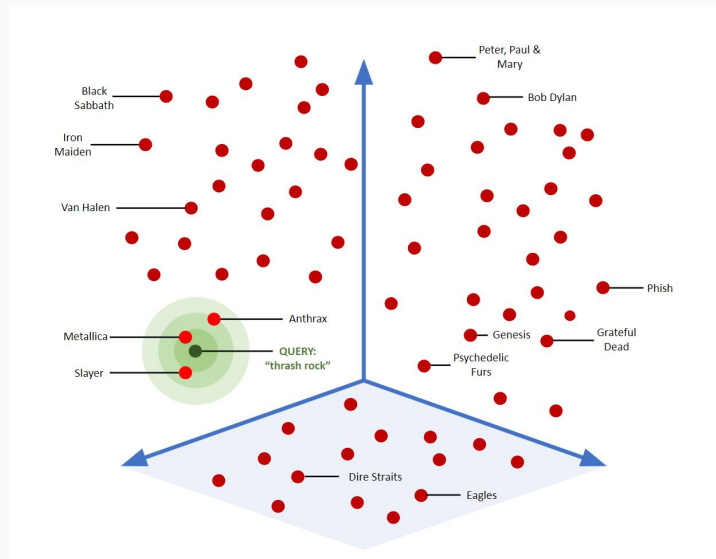 Peter, Paul &
Mary
Black
Sabbath
Bob Dylan
Iron
Maiden
Van Halen
Phish
Anthrax
Metallica
Genesis
Grateful
Dead
QUERY:
“thrash rock”
Psychedelic
Furs
Slayer
Dire Straits
Eagles